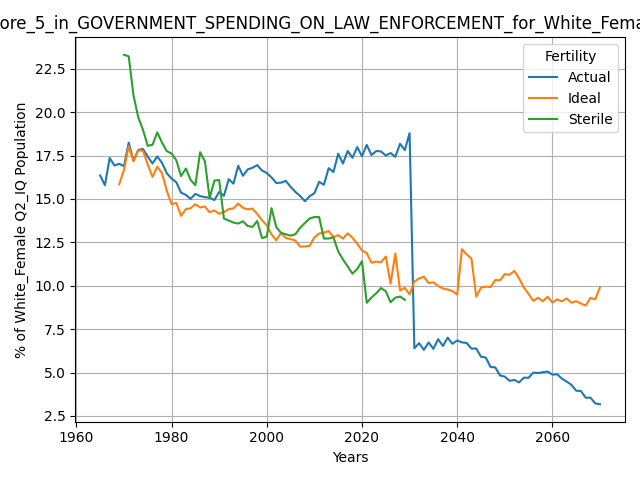 ore_5_in_GOVERNMENT_SPENDING_ON_LAW_ENFORCEMENT_for_White_Fema
Fertility
Actual
Ideal
Sterile
% of White_Female Q2_IQ Population
22.5
20.0
17.5
15.0
12.5
10.0
7.5
5.0
2.5
1960
1980
2000
2020
2040
2060
Years